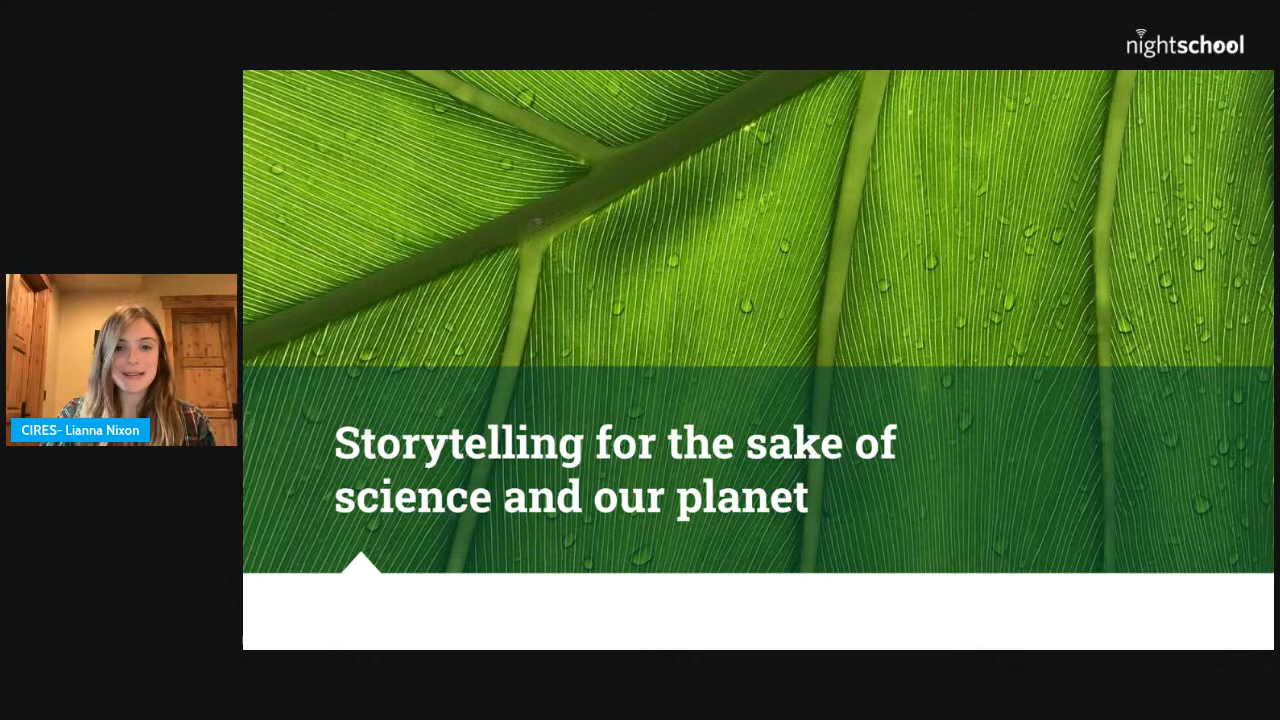 nightschool
Storytelling for the sake of
science and our planet
CIRES- Lianna Nixon